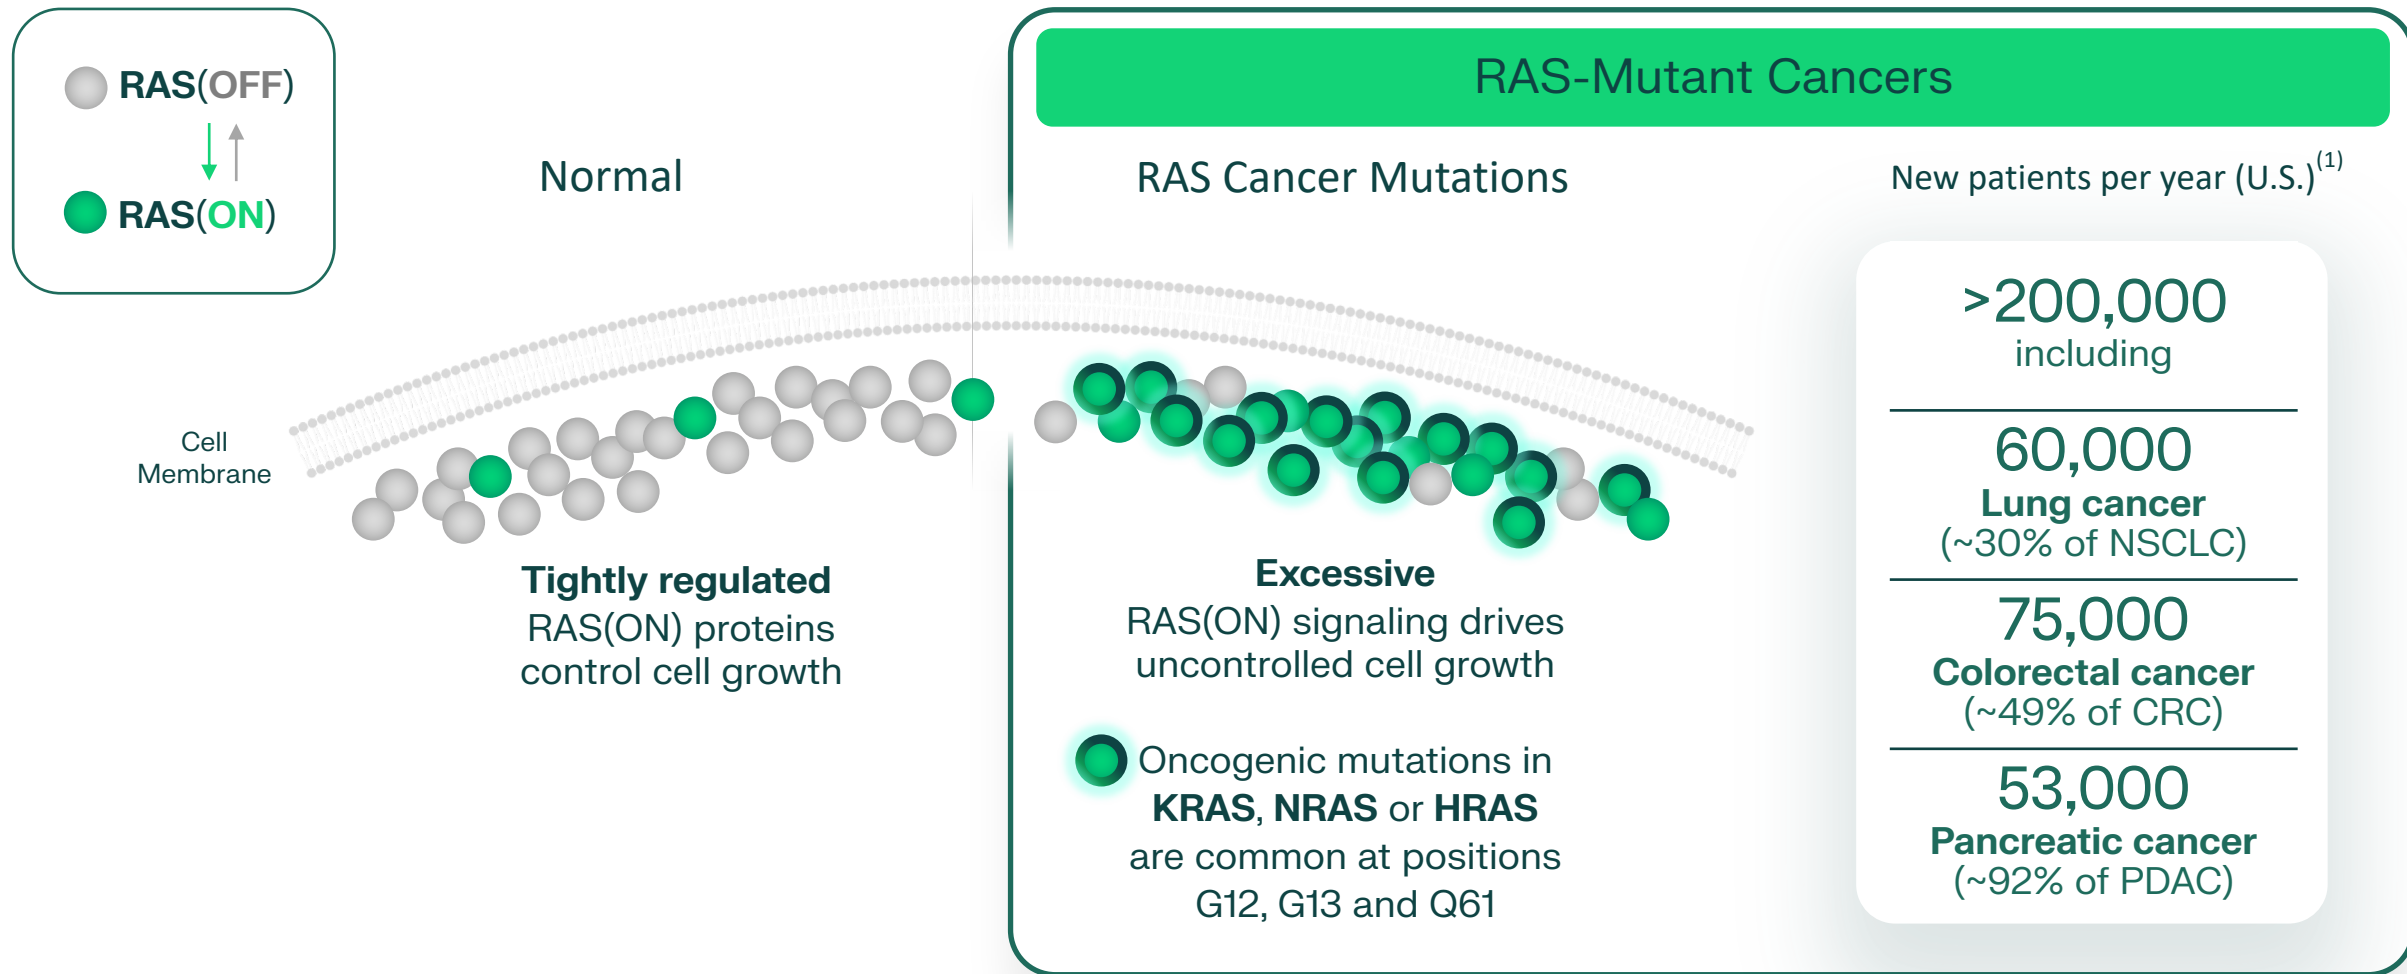 RAS(OFF)
RAS(ON)
Normal
Cell
Membrane
Tightly regulated
RAS(ON) proteins
control cell growth
RAS-Mutant Cancers
RAS Cancer Mutations
Excessive
RAS(ON) signaling drives
uncontrolled cell growth
Oncogenic mutations in
KRAS, NRAS or HRAS
are common at positions
G12, G13 and Q61
New patients per year (U.S.)(1)
>200,000
including
60,000
Lung cancer
(~30% of NSCLC)
75,000
Colorectal cancer
(~49% of CRC)
53,000
Pancreatic cancer
(~92% of PDAC)